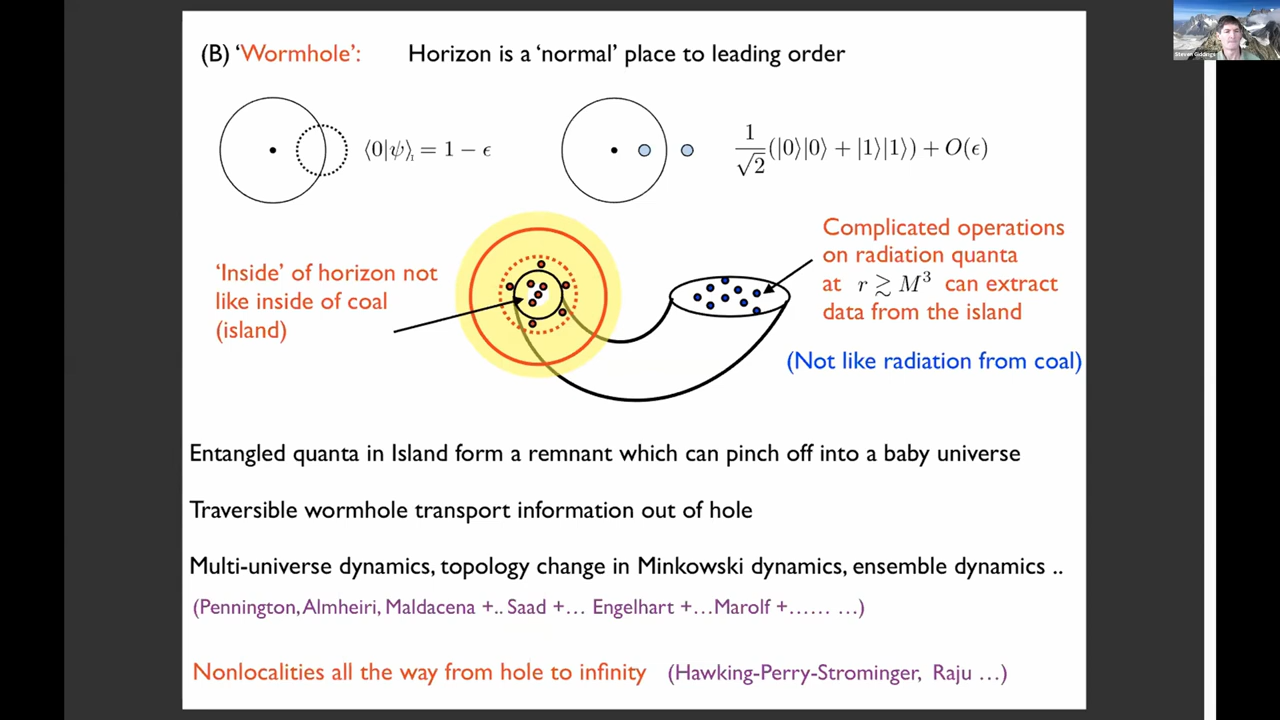 (B) ‘Wormhole’: Horizon is a ‘normal’ place to leading order
⟨0|ψ⟩₁ = 1 − ϵ
1/√2 (|0⟩|0⟩ + |1⟩|1⟩) + O(ϵ)
‘Inside’ of horizon not
like inside of coal
(island)
Complicated operations
on radiation quanta
at r ≳ M³ can extract
data from the island
(Not like radiation from coal)
Entangled quanta in Island form a remnant which can pinch off into a baby universe
Traversible wormhole transport information out of hole
Multi-universe dynamics, topology change in Minkowski dynamics, ensemble dynamics ..
(Pennington, Almheiri, Maldacena +.. Saad +… Engelhart +…Marolf +…… …)
Nonlocalities all the way from hole to infinity (Hawking-Perry-Strominger, Raju …)
Steven Giddings